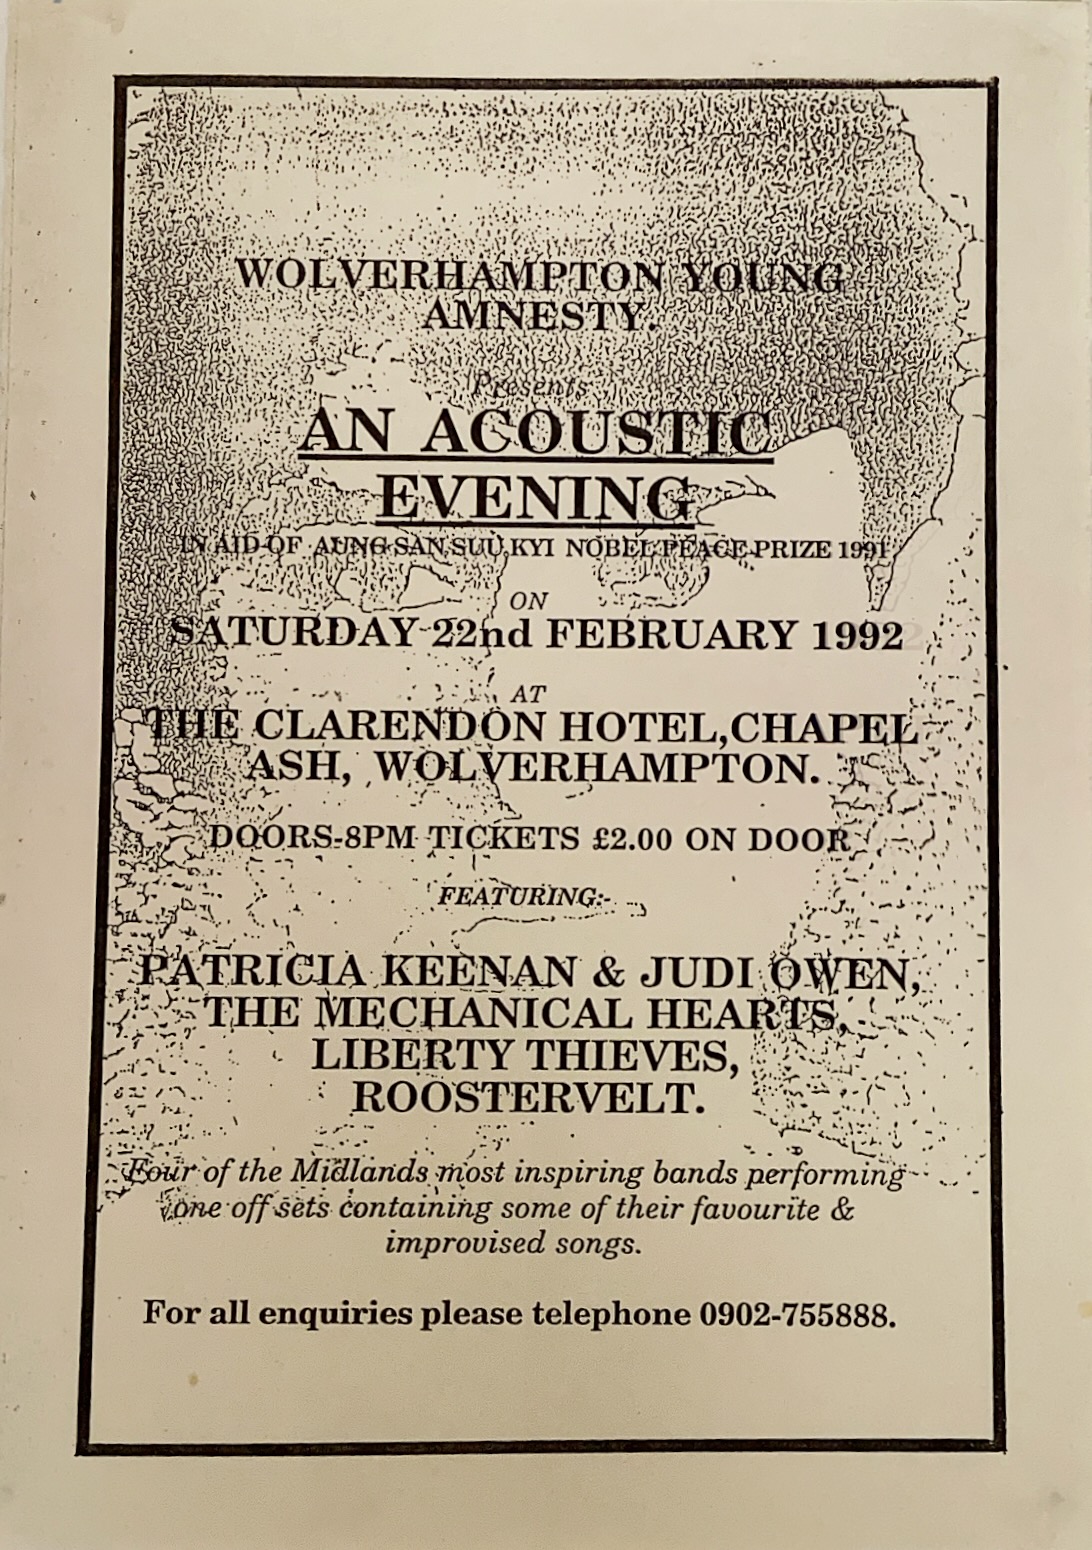 WOLVERHAMPTON YOUNG
AMNESTY.
Presents
AN ACOUSTIC
EVENING
IN AID OF AUNG SAN SUU KYI NOBEL PEACE PRIZE 1991
ON
SATURDAY 22nd FEBRUARY 1992
AT
THE CLARENDON HOTEL,CHAPEL
ASH, WOLVERHAMPTON.
DOORS-8PM TICKETS £2.00 ON DOOR
FEATURING:-
PATRICIA KEENAN & JUDI OWEN,
THE MECHANICAL HEARTS,
LIBERTY THIEVES,
ROOSTERVELT.
Four of the Midlands most inspiring bands performing
one off sets containing some of their favourite &
improvised songs.
For all enquiries please telephone 0902-755888.